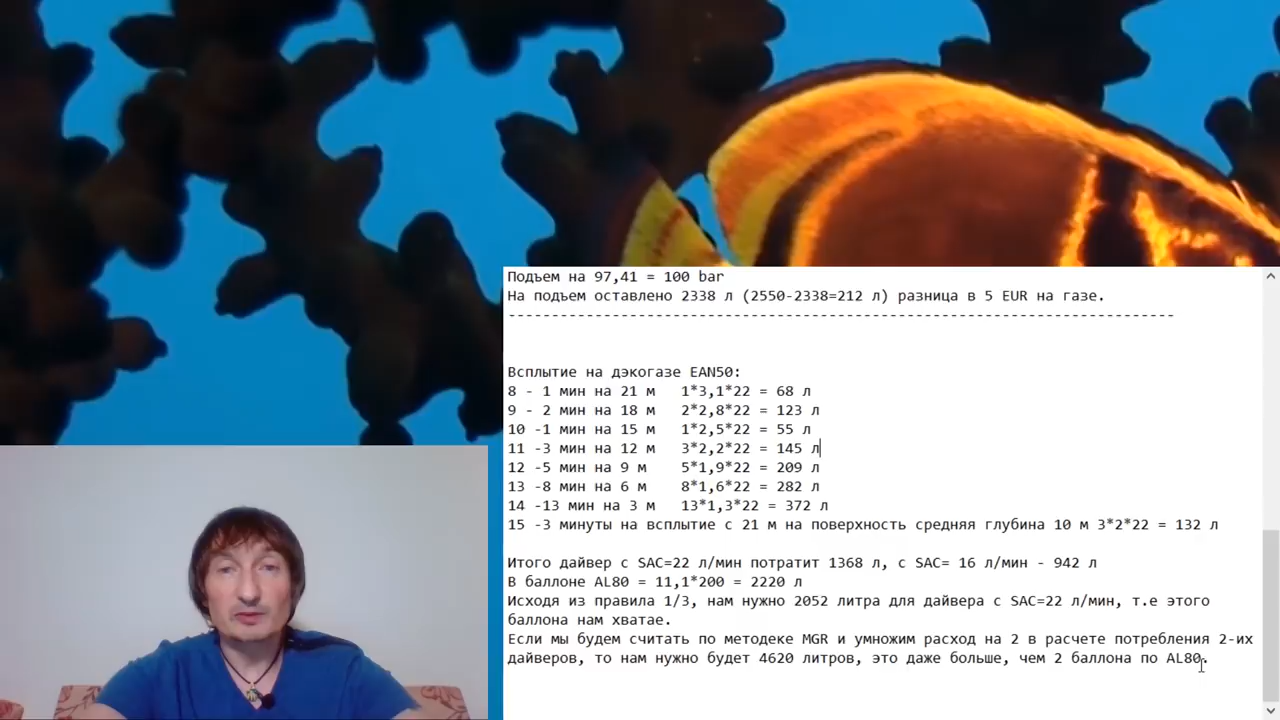 Подъем на 97,41 = 100 bar
На подъем оставлено 2338 л (2550-2338=212 л) разница в 5 EUR на газе.
-----------------------------------------------------------------------------
Всплытие на дэкогазе EAN50:
8 - 1 мин на 21 м   1*3,1*22 = 68 л
9 - 2 мин на 18 м   2*2,8*22 = 123 л
10 -1 мин на 15 м   1*2,5*22 = 55 л
11 -3 мин на 12 м   3*2,2*22 = 145 л
12 -5 мин на 9 м    5*1,9*22 = 209 л
13 -8 мин на 6 м    8*1,6*22 = 282 л
14 -13 мин на 3 м   13*1,3*22 = 372 л
15 -3 минуты на всплытие с 21 м на поверхность средняя глубина 10 м 3*2*22 = 132 л
Итого дайвер с SAC=22 л/мин потратит 1368 л, с SAC= 16 л/мин - 942 л
В баллоне AL80 = 11,1*200 = 2220 л
Исходя из правила 1/3, нам нужно 2052 литра для дайвера с SAC=22 л/мин, т.е этого
баллона нам хватае.
Если мы будем считать по методеке MGR и умножим расход на 2 в расчете потребления 2-их
дайверов, то нам нужно будет 4620 литров, это даже больше, чем 2 баллона по AL80.